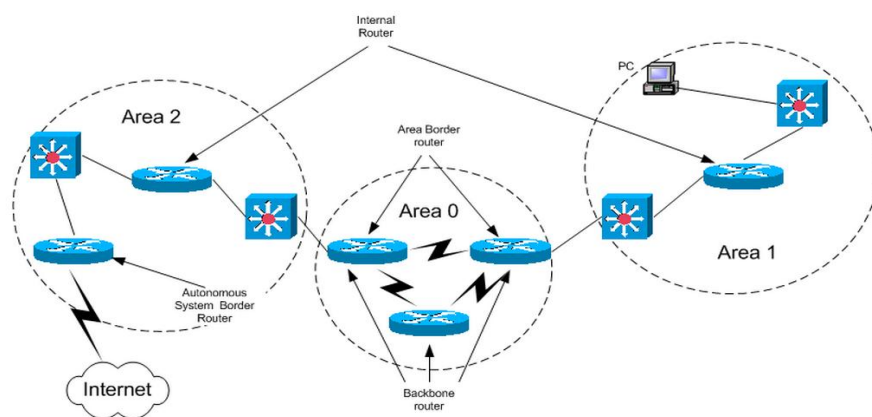 Internal
Router
PC
Area 2
Area Border
router
Area 0
Area 1
Autonomous
System Border
Router
Internet
Backbone
router